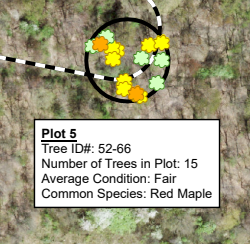 Plot 5
Tree ID#: 52-66
Number of Trees in Plot: 15
Average Condition: Fair
Common Species: Red Maple